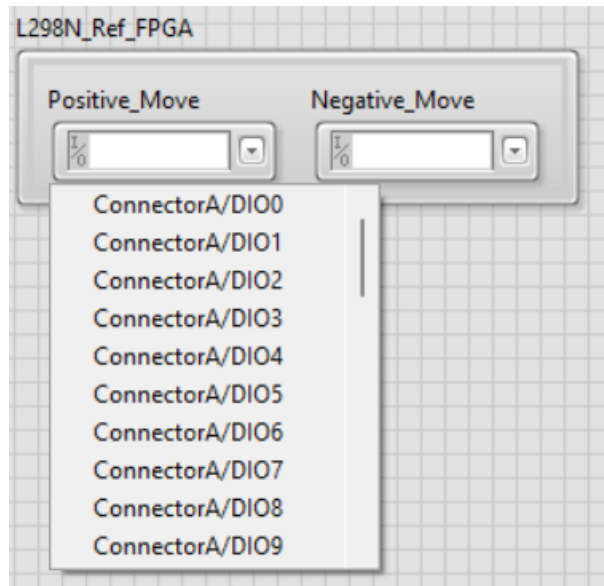 L298N_Ref_FPGA
Positive_Move Negative_Move
I/O I/O
ConnectorA/DIO0
ConnectorA/DIO1
ConnectorA/DIO2
ConnectorA/DIO3
ConnectorA/DIO4
ConnectorA/DIO5
ConnectorA/DIO6
ConnectorA/DIO7
ConnectorA/DIO8
ConnectorA/DIO9